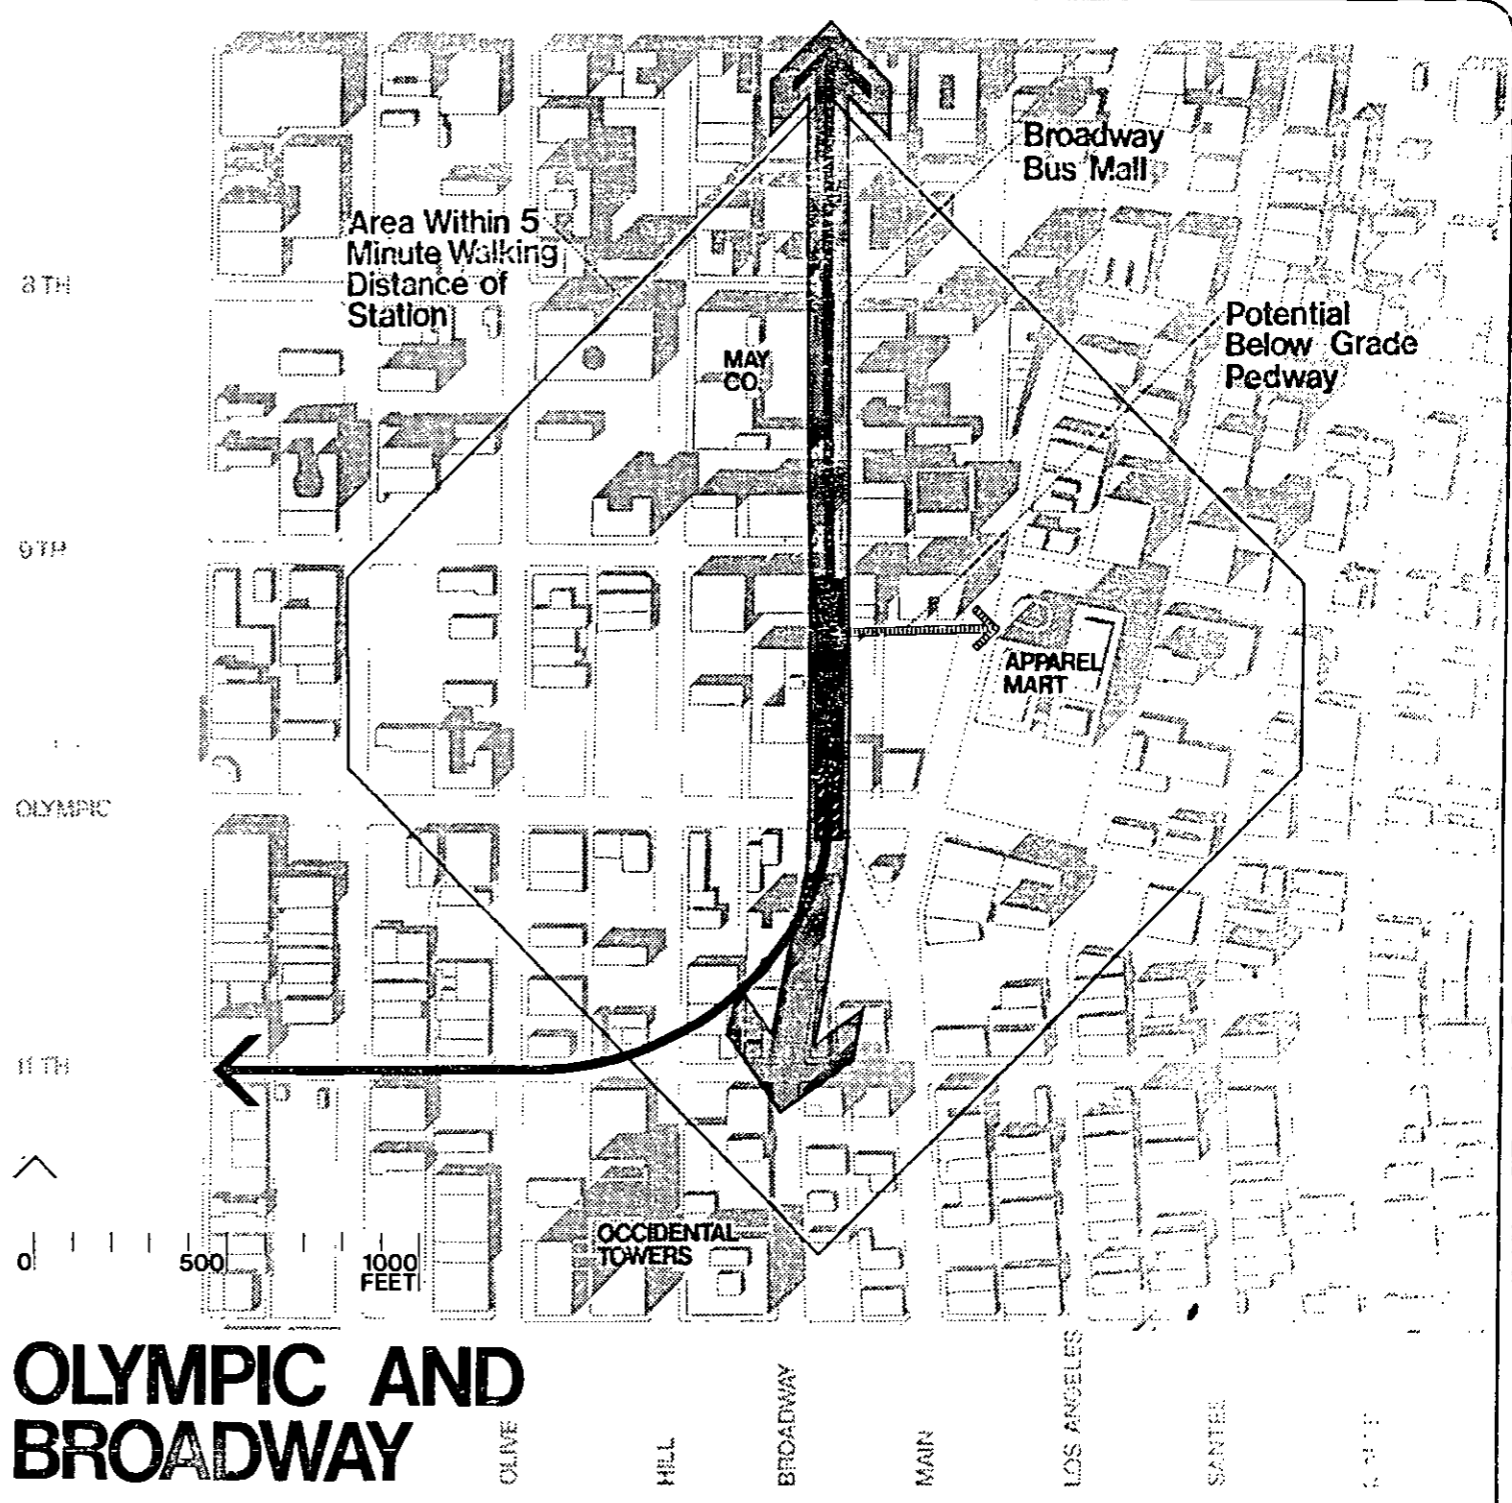 Broadway
Bus Mall
Area Within 5
Minute Walking
Distance of
Station
8TH
Potential
Below Grade
Pedway
MAY
CO.
9TH
APPAREL
MART
OLYMPIC
11TH
OCCIDENTAL
TOWERS
0
500
1000
FEET
OLYMPIC AND
BROADWAY
OLIVE
HILL
BROADWAY
MAIN
LOS ANGELES
SANTEE